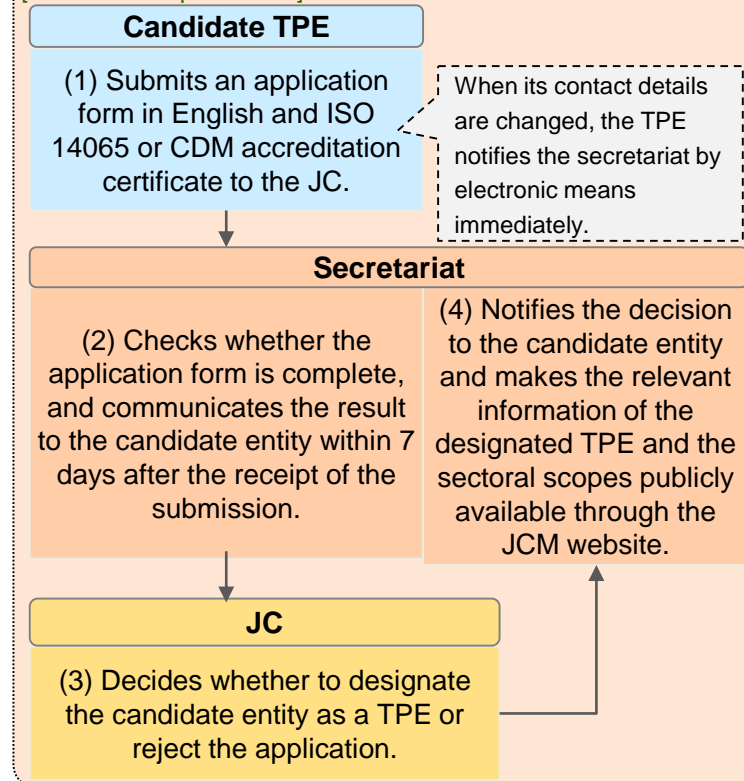 Candidate TPE
(1) Submits an application
form in English and ISO
14065 or CDM accreditation
certificate to the JC.
When its contact details
are changed, the TPE
notifies the secretariat by
electronic means
immediately.
Secretariat
(2) Checks whether the
application form is complete,
and communicates the result
to the candidate entity within 7
days after the receipt of the
submission.
(4) Notifies the decision
to the candidate entity
and makes the relevant
information of the
designated TPE and the
sectoral scopes publicly
available through the
JCM website.
JC
(3) Decides whether to designate
the candidate entity as a TPE or
reject the application.